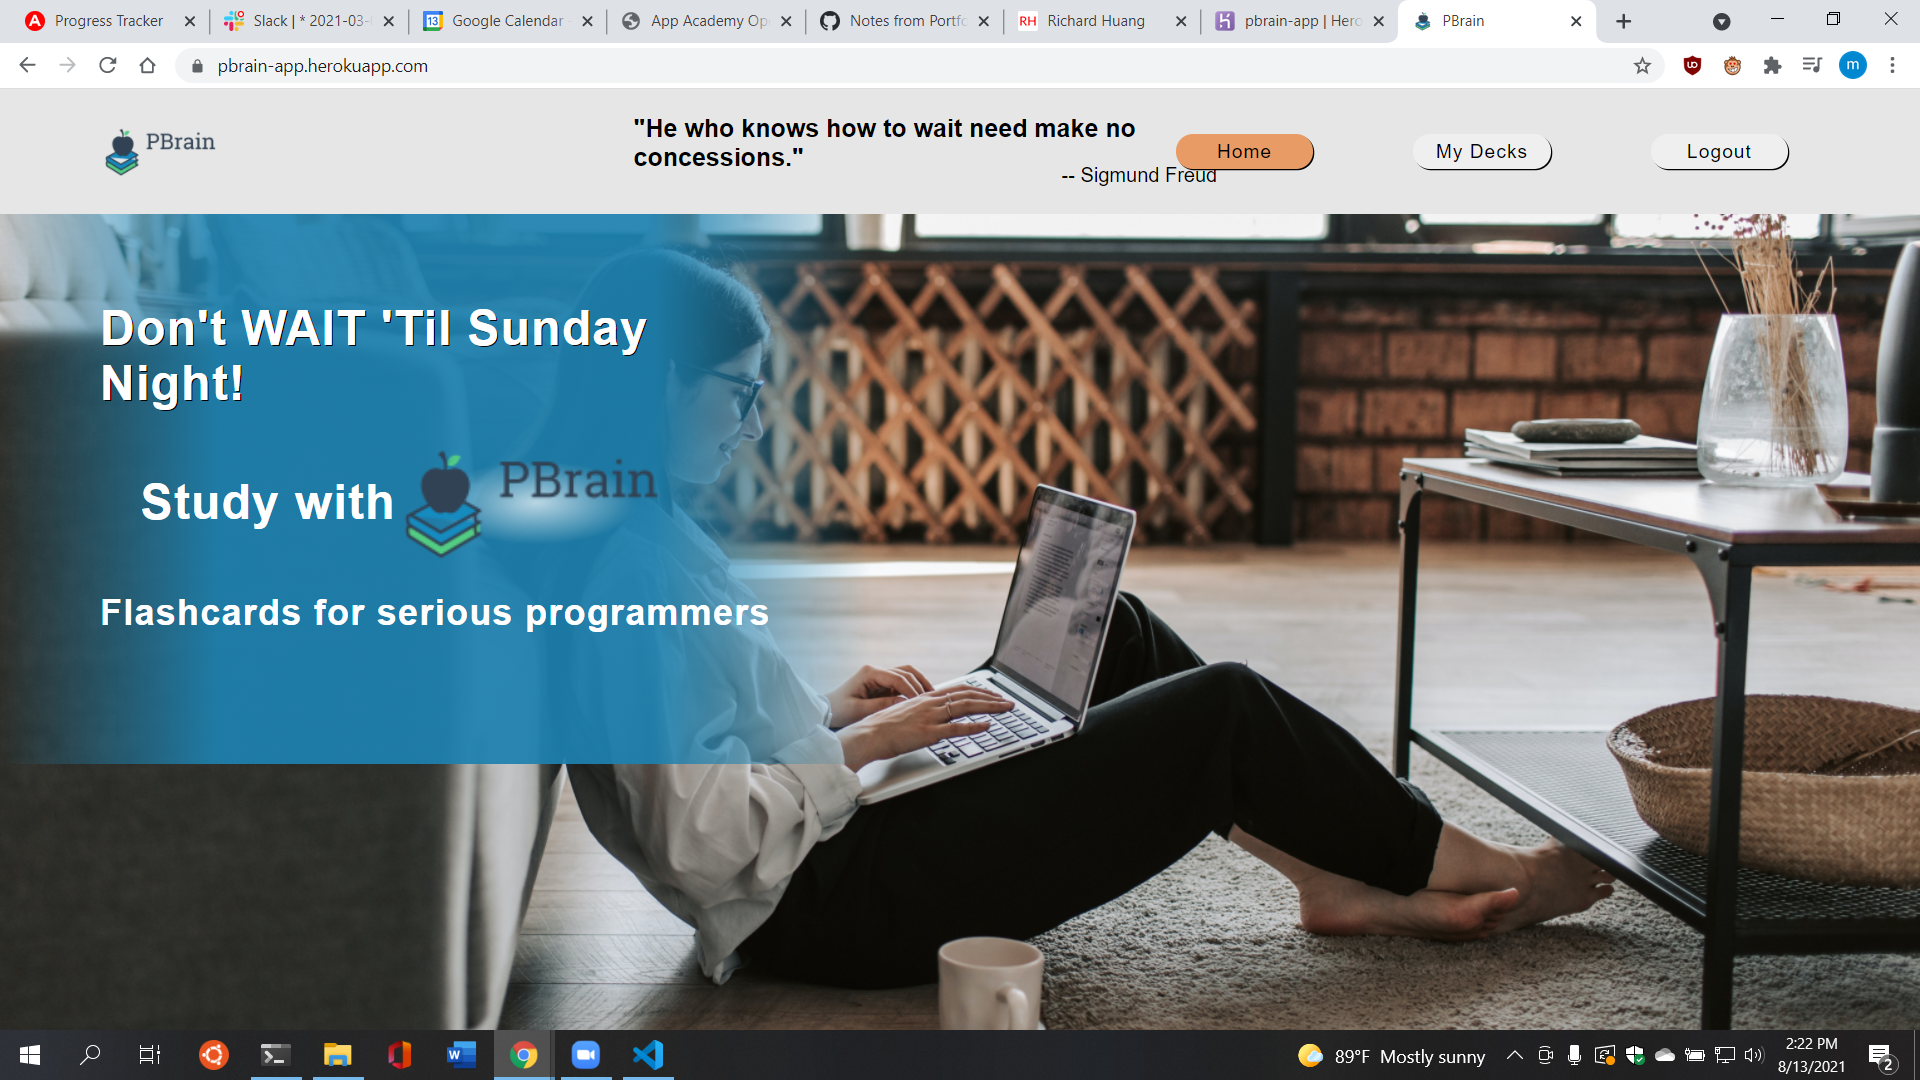 Progress Tracker
Slack | * 2021-03-
Google Calendar
App Academy Op
Notes from Portfo
Richard Huang
pbrain-app | Hero
PBrain
pbrain-app.herokuapp.com
PBrain
"He who knows how to wait need make no
concessions."
-- Sigmund Freud
Home
My Decks
Logout
Don't WAIT 'Til Sunday
Night!
Study with PBrain
Flashcards for serious programmers
89°F Mostly sunny
2:22 PM
8/13/2021
2